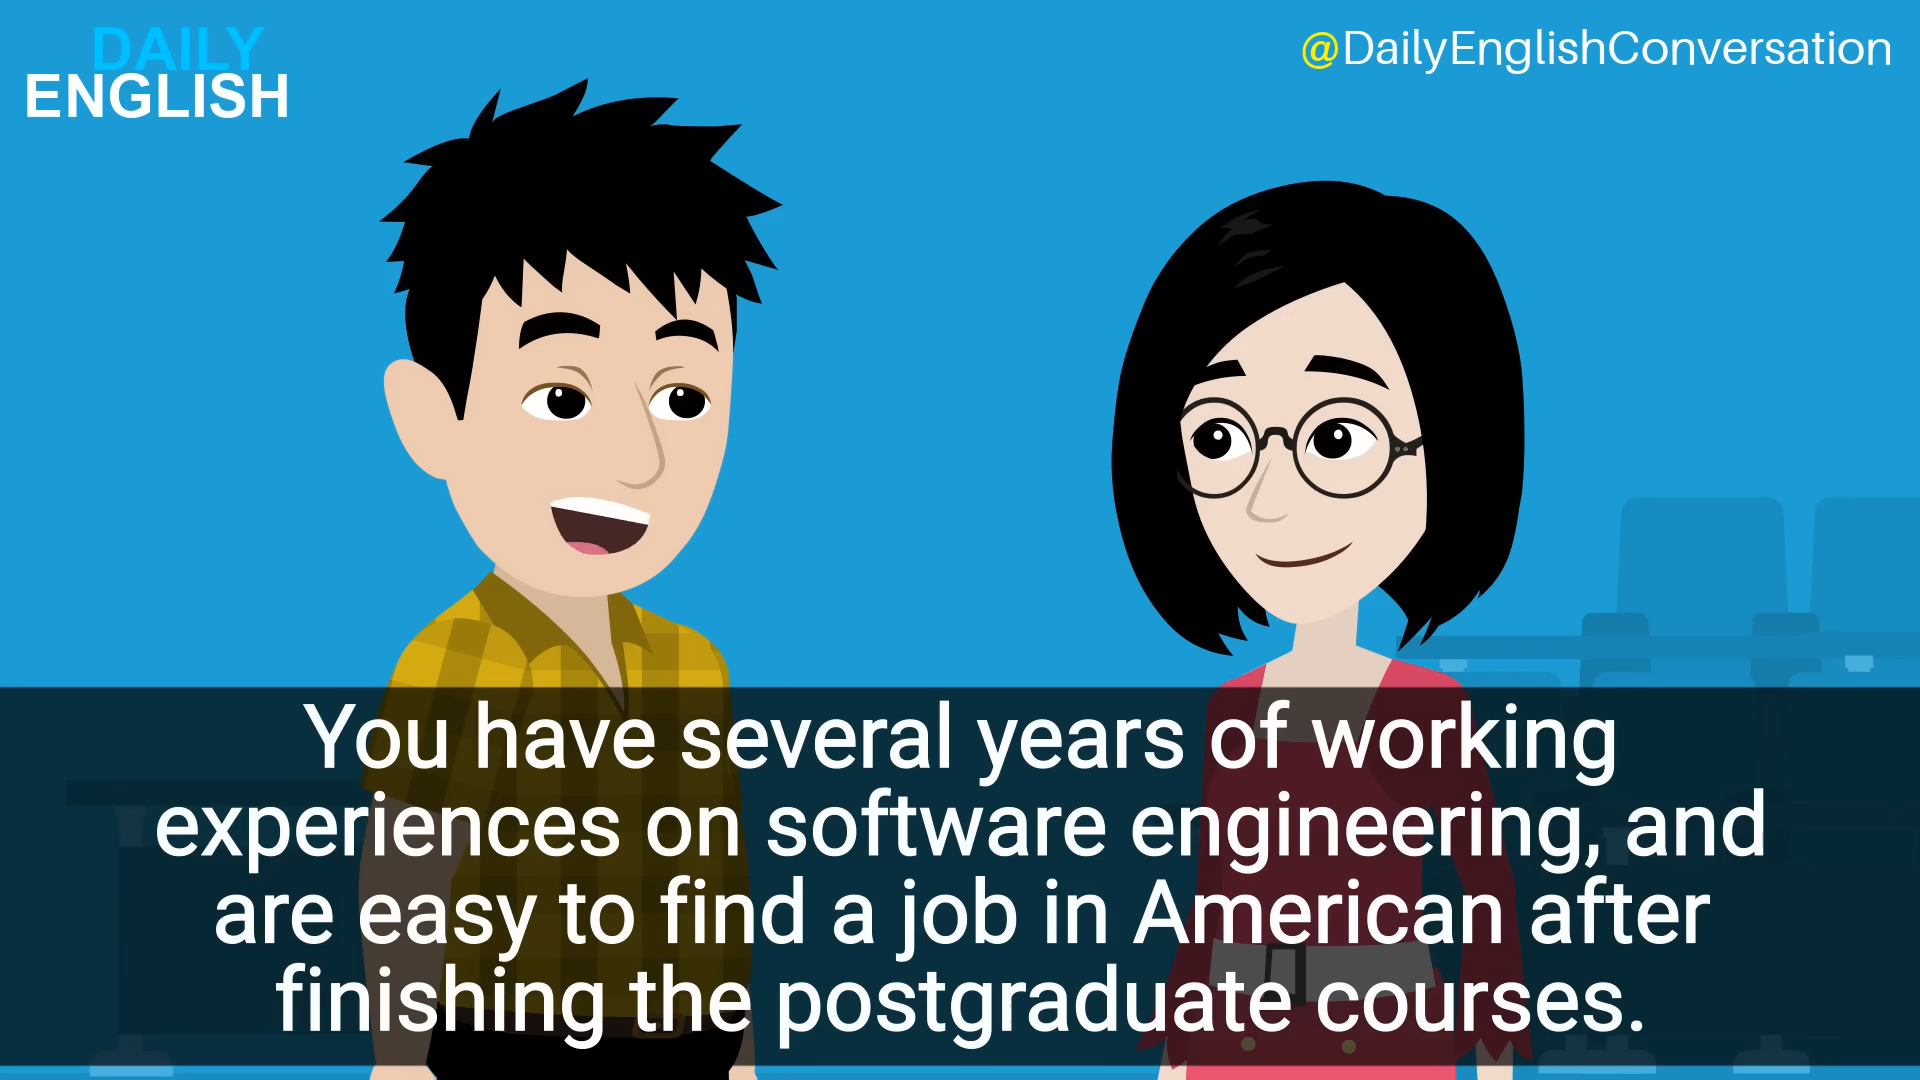 DAILY
ENGLISH
@DailyEnglishConversation
You have several years of working
experiences on software engineering, and
are easy to find a job in American after
finishing the postgraduate courses.